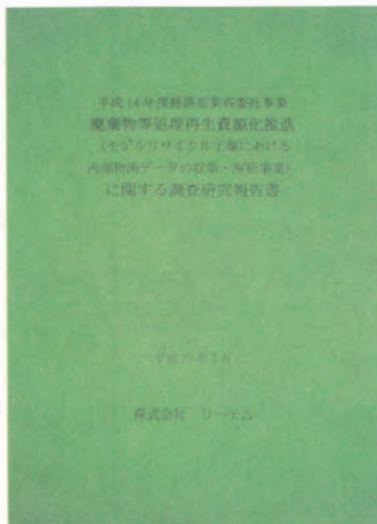 平成14年度経済産業省委託事業
廃棄物等処理再生資源化推進
(モデルリサイクル工場における
内部物流データの収集・解析事業)
に関する調査研究報告書
株式会社 リーテム